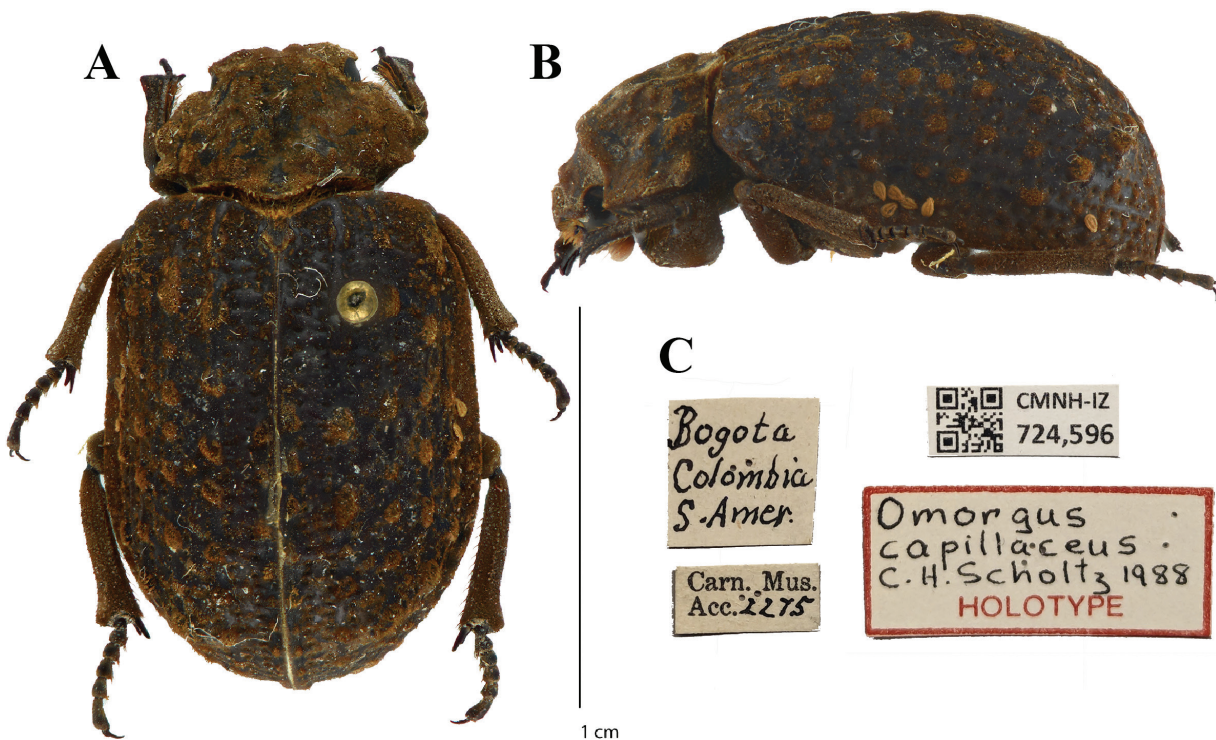 A
B
C
Bogota
Colombia
S. Amer.
Carn. Mus.
Acc. 2275
CMNH-IZ
724,596
Omorgus
capillaceus
C. H. Scholtz 1988
HOLOTYPE
1 cm